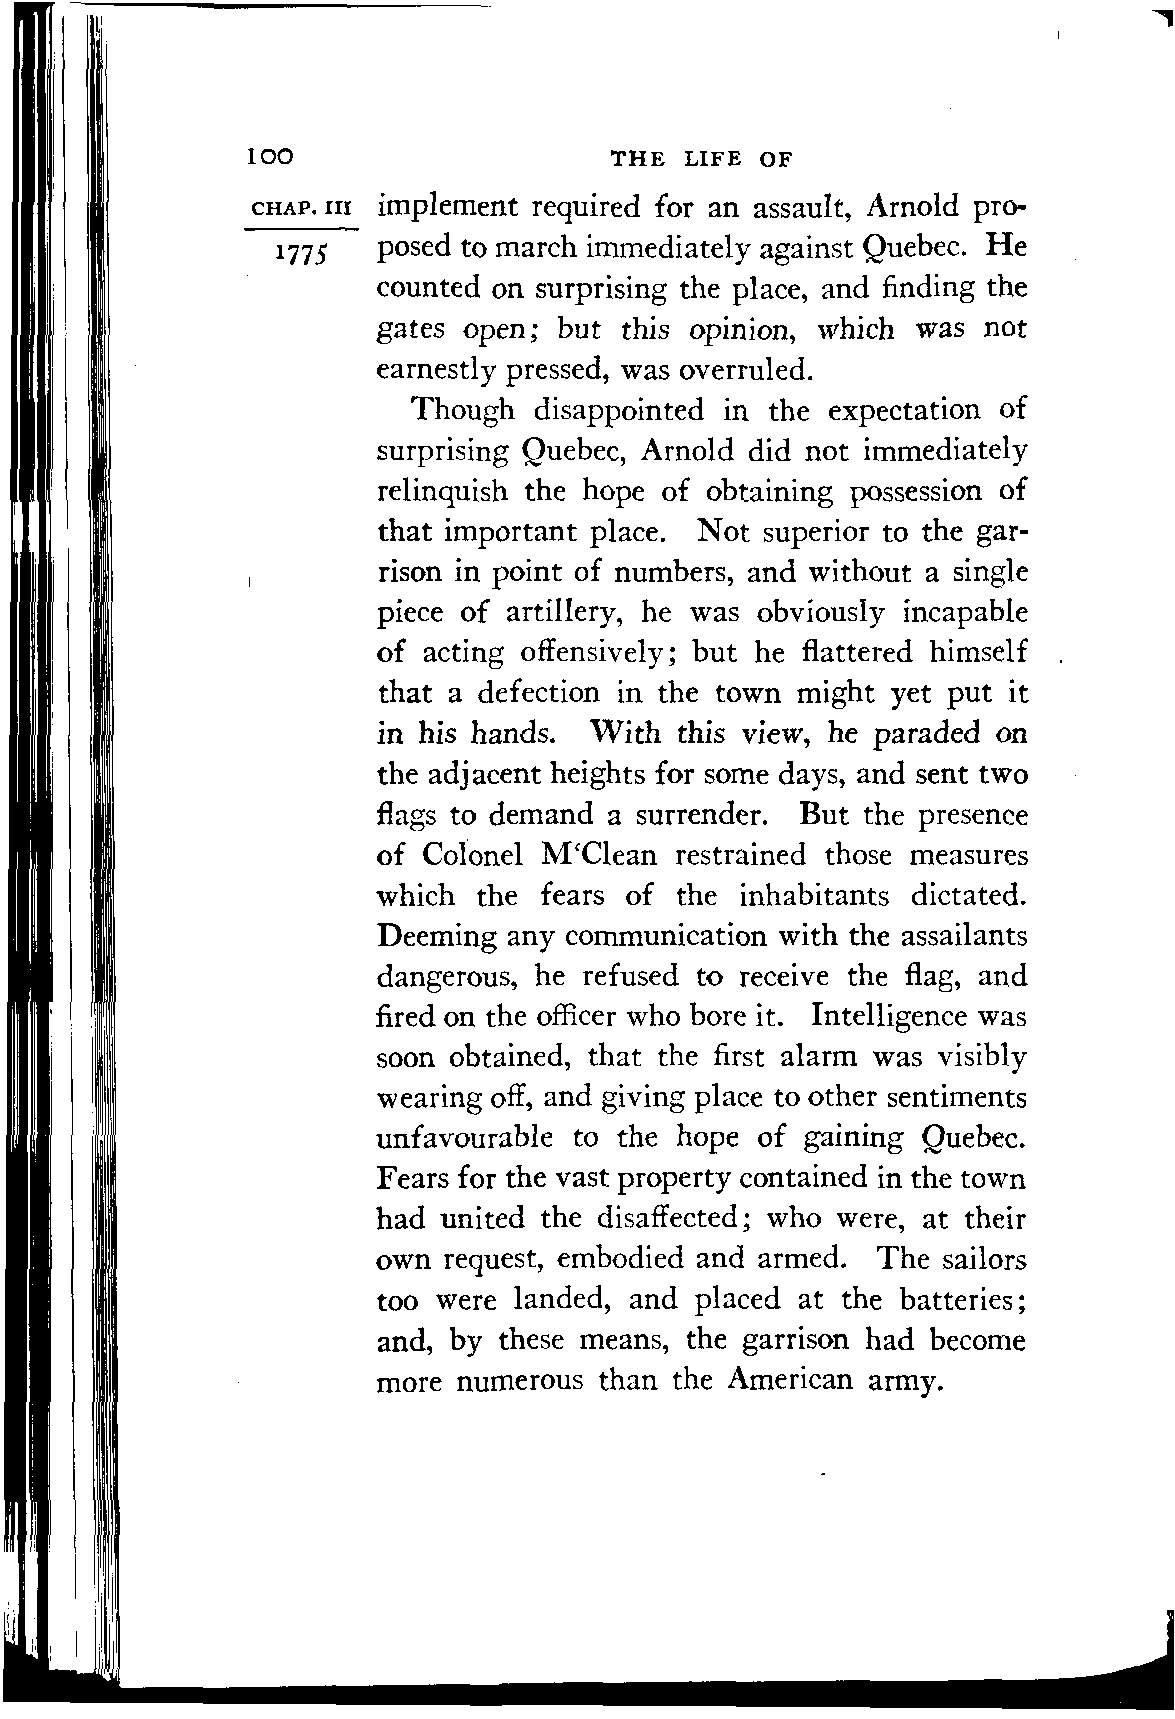 100 THE LIFE OF
CHAP. III implement required for an assault, Arnold pro-
1775 posed to march immediately against Quebec. He
counted on surprising the place, and finding the
gates open; but this opinion, which was not
earnestly pressed, was overruled.
Though disappointed in the expectation of
surprising Quebec, Arnold did not immediately
relinquish the hope of obtaining possession of
that important place. Not superior to the gar-
rison in point of numbers, and without a single
piece of artillery, he was obviously incapable
of acting offensively; but he flattered himself
that a defection in the town might yet put it
in his hands. With this view, he paraded on
the adjacent heights for some days, and sent two
flags to demand a surrender. But the presence
of Colonel M‘Clean restrained those measures
which the fears of the inhabitants dictated.
Deeming any communication with the assailants
dangerous, he refused to receive the flag, and
fired on the officer who bore it. Intelligence was
soon obtained, that the first alarm was visibly
wearing off, and giving place to other sentiments
unfavourable to the hope of gaining Quebec.
Fears for the vast property contained in the town
had united the disaffected; who were, at their
own request, embodied and armed. The sailors
too were landed, and placed at the batteries;
and, by these means, the garrison had become
more numerous than the American army.